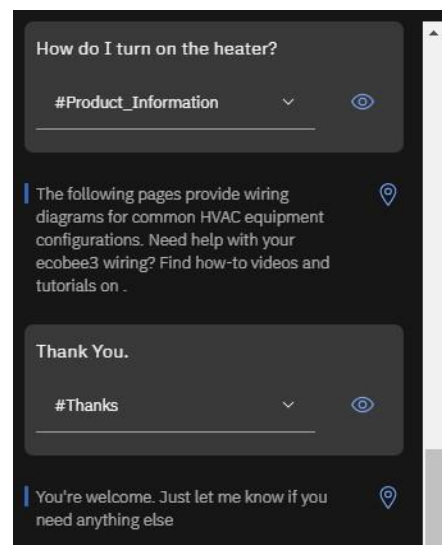 How do I turn on the heater?
#Product_Information
The following pages provide wiring
diagrams for common HVAC equipment
configurations. Need help with your
ecobee3 wiring? Find how-to videos and
tutorials on .
Thank You.
#Thanks
You're welcome. Just let me know if you
need anything else